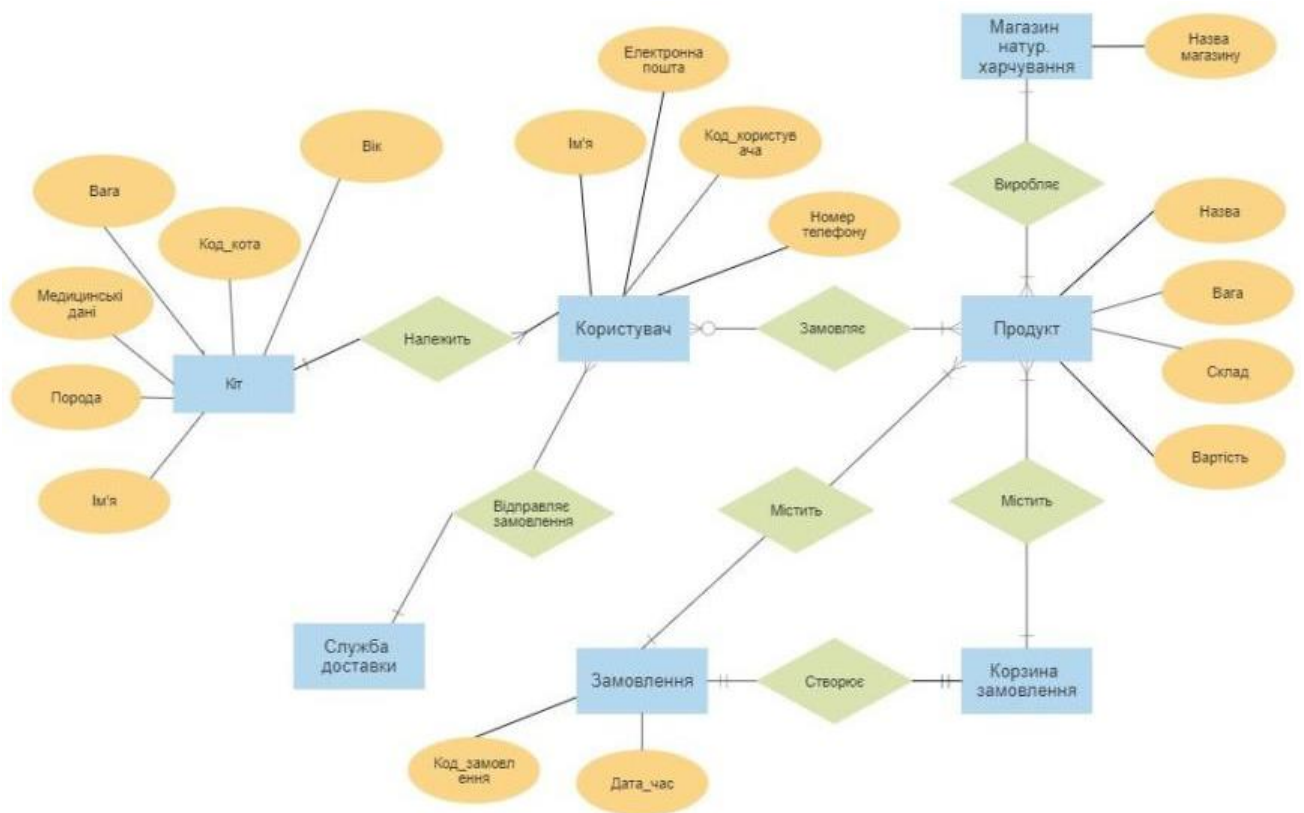 Магазин
натур.
харчування
Назва
магазину
Електронна
пошта
Ім'я
Код_користув
ача
Вік
Вага
Код_кота
Виробляє
Номер
телефону
Назва
Медицинські
дані
Вага
Належить
Користувач
Замовляє
Продукт
Кіт
Склад
Порода
Вартість
Ім'я
Відправляє
замовлення
Містить
Містить
Служба
доставки
Замовлення
Створює
Корзина
замовлення
Код_замовл
ення
Дата_час